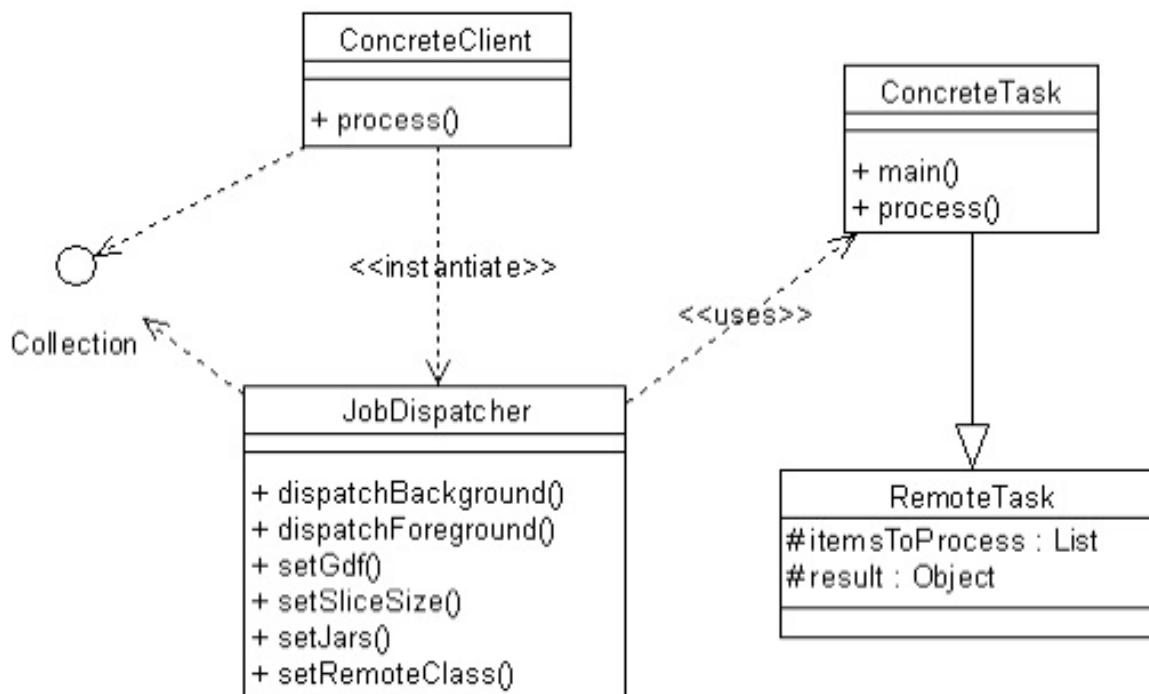 ConcreteClient
+ process()
ConcreteTask
+ main()
+ process()
<<instantiate>>
<<uses>>
Collection
JobDispatcher
+ dispatchBackground()
+ dispatchForeground()
+ setGdf()
+ setSliceSize()
+ setJars()
+ setRemoteClass()
RemoteTask
#itemsToProcess : List
#result : Object